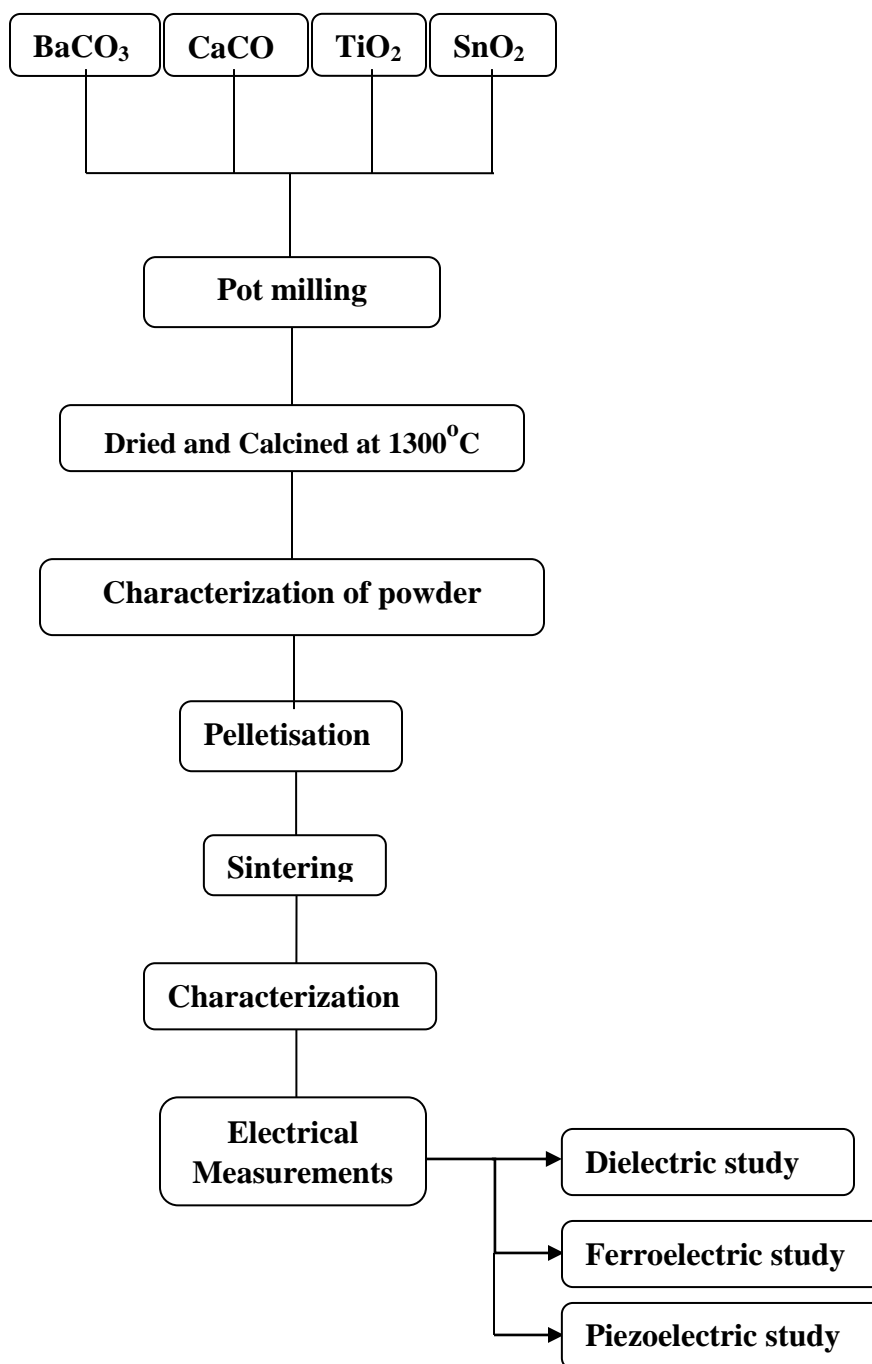 BaCO₃ CaCO TiO₂ SnO₂
Pot milling
Dried and Calcined at 1300°C
Characterization of powder
Pelletisation
Sintering
Characterization
Electrical
Measurements
Dielectric study
Ferroelectric study
Piezoelectric study